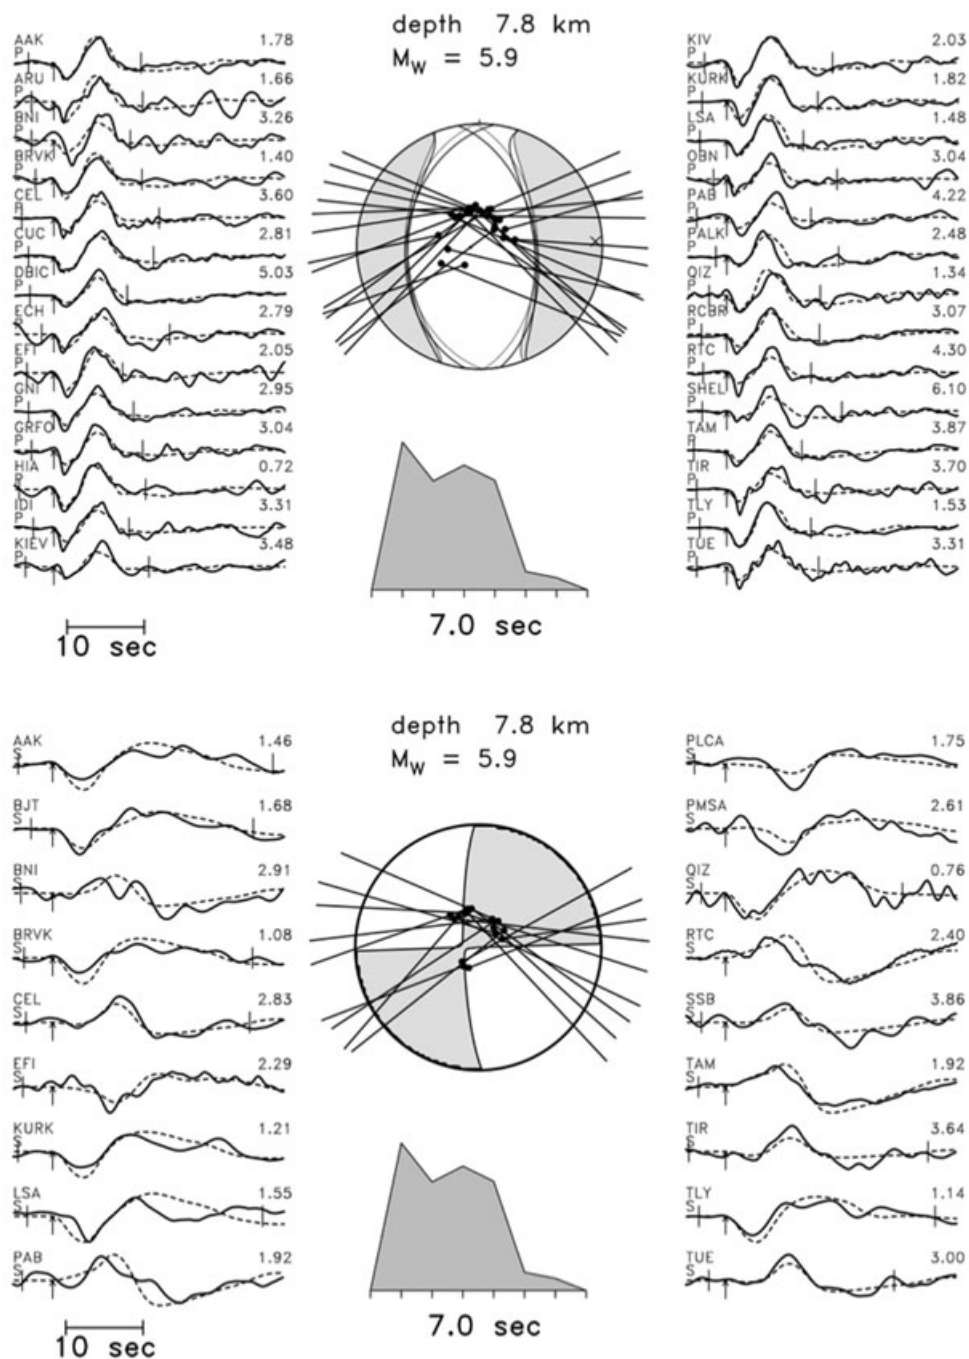 depth 7.8 km
M_W = 5.9
AAK 1.78
P
ARU 1.66
P
BNI 3.26
P
BRVK 1.40
P
CEL 3.60
P
CUC 2.81
P
DBIC 5.03
P
ECH 2.79
P
EFI 2.05
P
GNI 2.95
P
GRFO 3.04
P
HIA 0.72
P
IDI 3.31
P
KIEV 3.48
P
10 sec
7.0 sec
KIV 2.03
P
KURK 1.82
P
LSA 1.48
P
OBN 3.04
P
PAB 4.22
P
PALK 2.48
P
QIZ 1.34
P
RCBR 3.07
P
RTC 4.30
P
SHEL 6.10
P
TAM 3.87
P
TIR 3.70
P
TLY 1.53
P
TUE 3.31
P
depth 7.8 km
M_W = 5.9
AAK 1.46
S
BJT 1.68
S
BNI 2.91
S
BRVK 1.08
S
CEL 2.83
S
EFI 2.29
S
KURK 1.21
S
LSA 1.55
S
PAB 1.92
S
10 sec
7.0 sec
PLCA 1.75
S
PMSA 2.61
S
QIZ 0.76
S
RTC 2.40
S
SSB 3.86
S
TAM 1.92
S
TIR 3.64
S
TLY 1.14
S
TUE 3.00
S